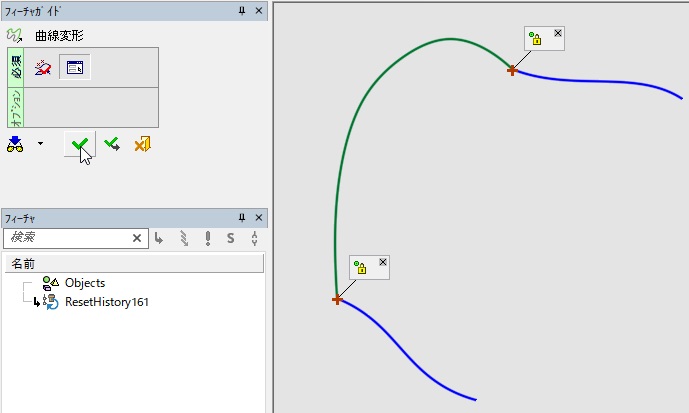 フィーチャガイド
曲線変形
必須
オプション
フィーチャ
検索
S
名前
Objects
ResetHistory161